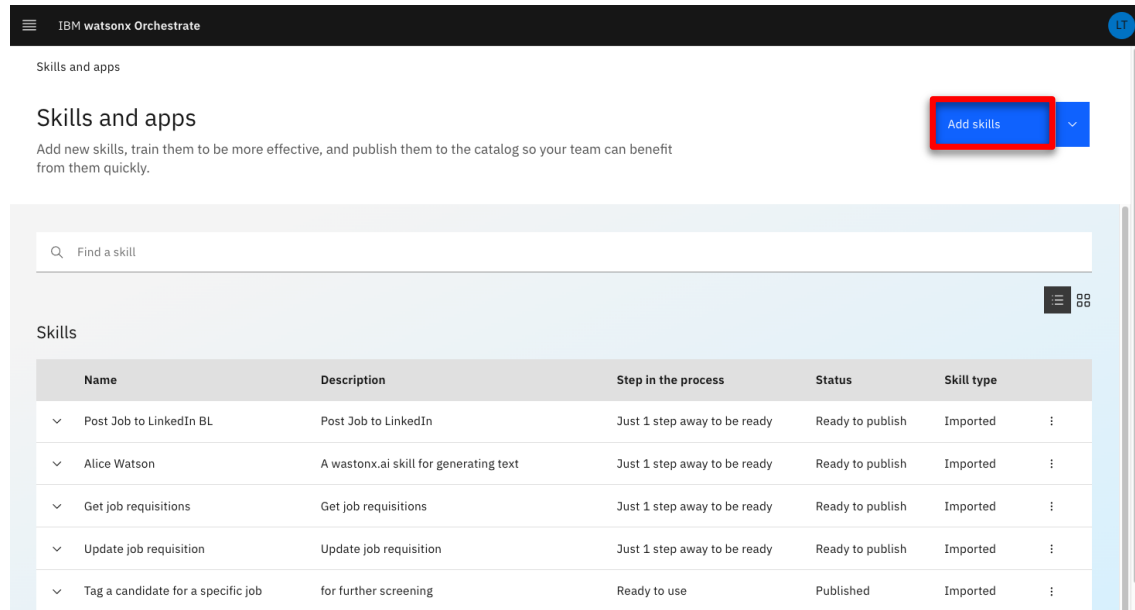 IBM watsonx Orchestrate
LT
Skills and apps
Skills and apps
Add skills
Add new skills, train them to be more effective, and publish them to the catalog so your team can benefit
from them quickly.
Find a skill
Skills
Name Description Step in the process Status Skill type
Post Job to LinkedIn BL Post Job to LinkedIn Just 1 step away to be ready Ready to publish Imported
Alice Watson A wastonx.ai skill for generating text Just 1 step away to be ready Ready to publish Imported
Get job requisitions Get job requisitions Just 1 step away to be ready Ready to publish Imported
Update job requisition Update job requisition Just 1 step away to be ready Ready to publish Imported
Tag a candidate for a specific job for further screening Ready to use Published Imported